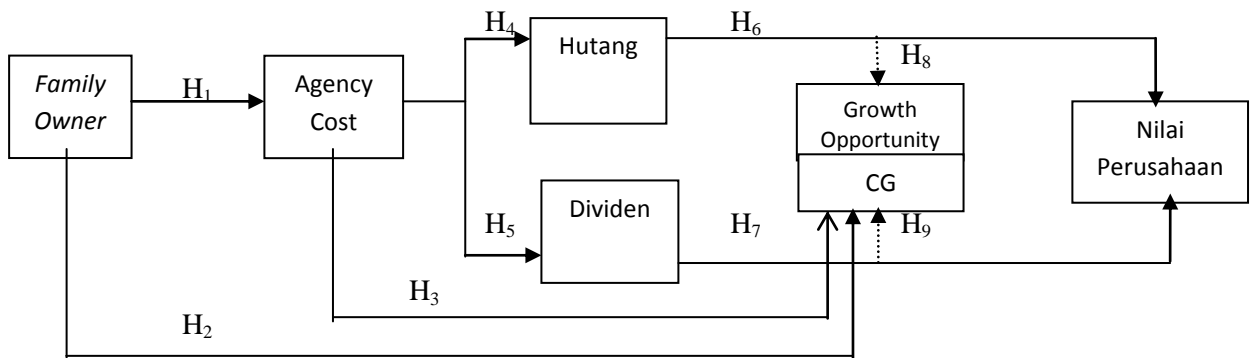 H₄
Hutang
H₆
H₈
Family
Owner
H₁
Agency
Cost
Growth
Opportunity
CG
Nilai
Perusahaan
H₅
Dividen
H₇
H₉
H₃
H₂